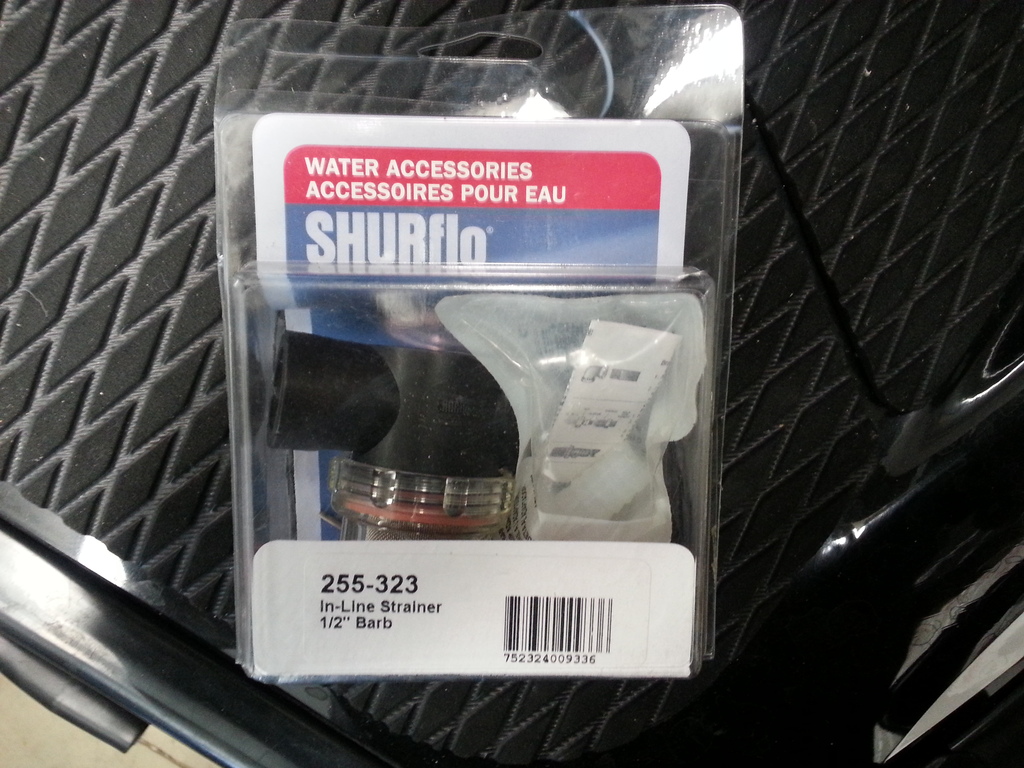 WATER ACCESSORIES
ACCESSOIRES POUR EAU
SHURflo®
255-323
In-Line Strainer
1/2" Barb
752324009336